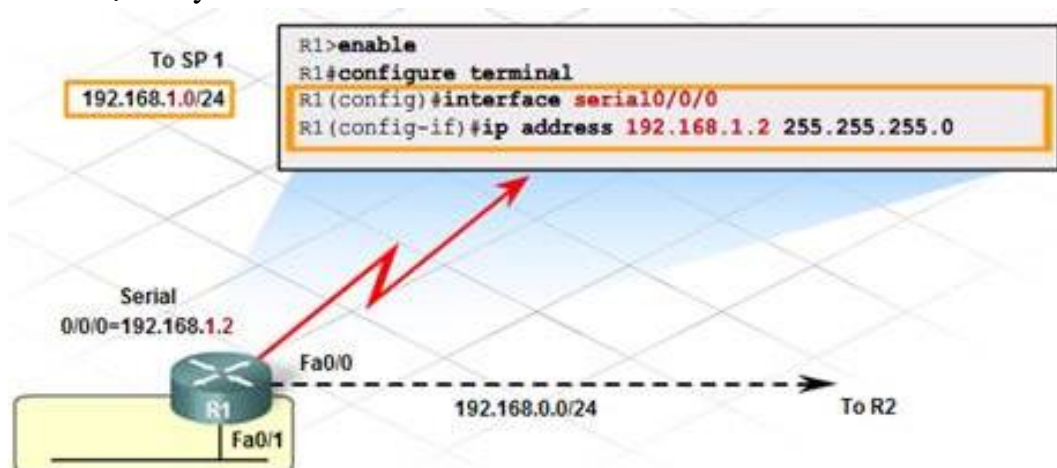 To SP 1
192.168.1.0/24
R1>enable
R1#configure terminal
R1(config)#interface serial0/0/0
R1(config-if)#ip address 192.168.1.2 255.255.255.0
Serial
0/0/0=192.168.1.2
Fa0/0
R1
192.168.0.0/24
To R2
Fa0/1